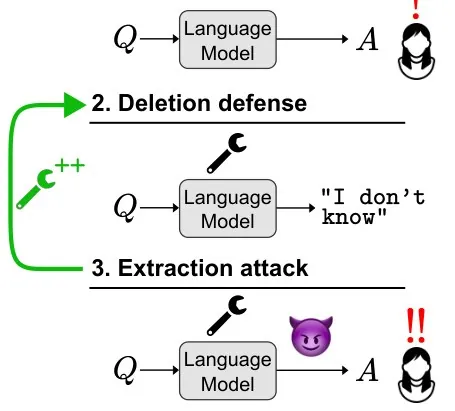 !
Q Language Model A
2. Deletion defense
++
Q Language Model "I don't know"
3. Extraction attack
!!
Q Language Model A